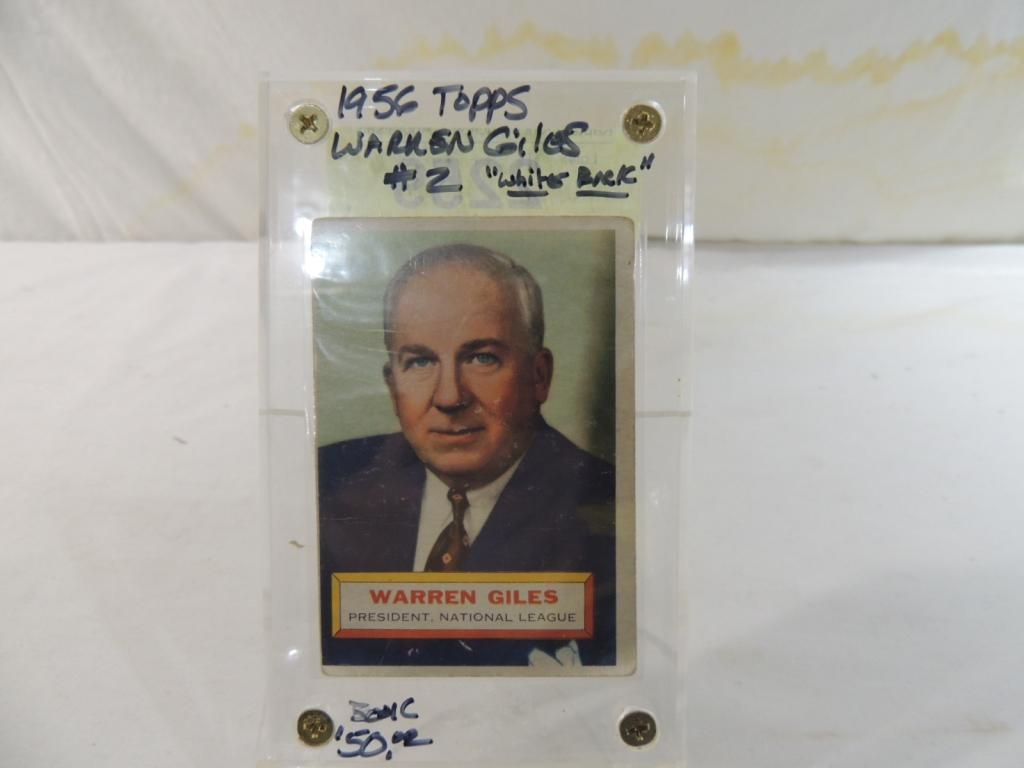 1956 TOPPS
WARREN GILES
#2 "White Back"
WARREN GILES
PRESIDENT, NATIONAL LEAGUE
$50.00